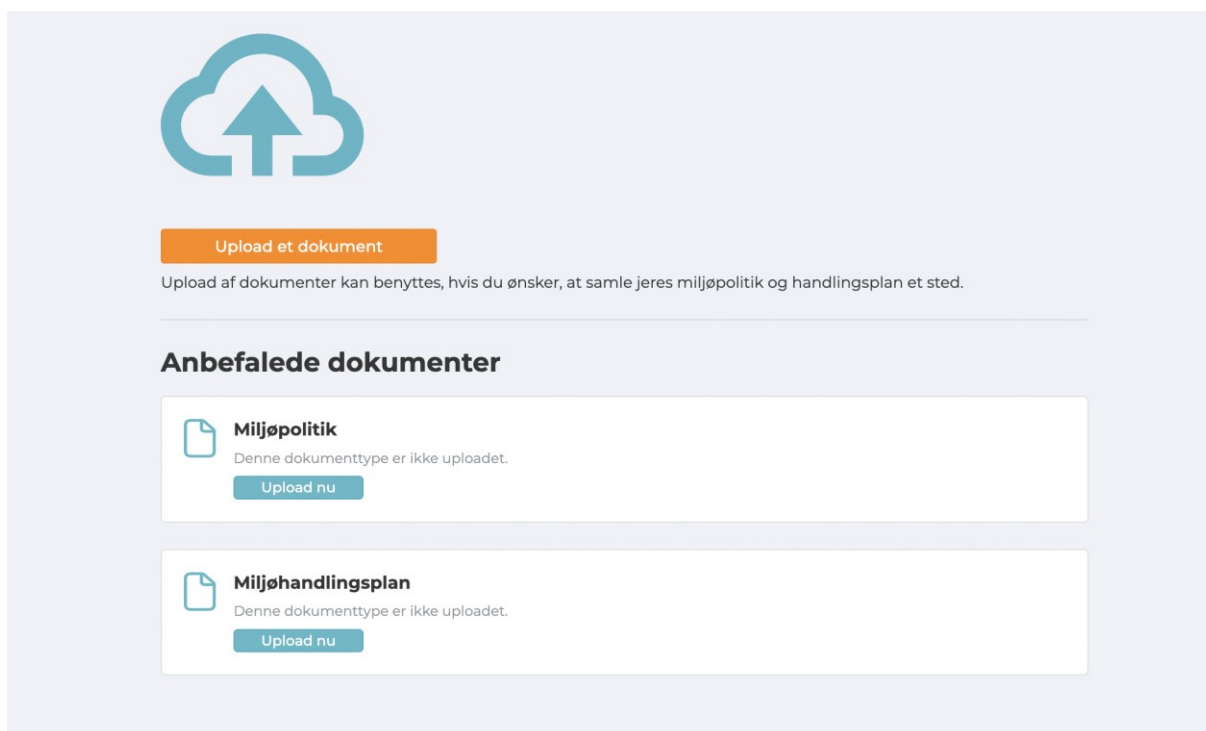 Upload et dokument
Upload af dokumenter kan benyttes, hvis du ønsker, at samle jeres miljøpolitik og handlingsplan et sted.
Anbefalede dokumenter
Miljøpolitik
Denne dokumenttype er ikke uploadet.
Upload nu
Miljøhandlingsplan
Denne dokumenttype er ikke uploadet.
Upload nu